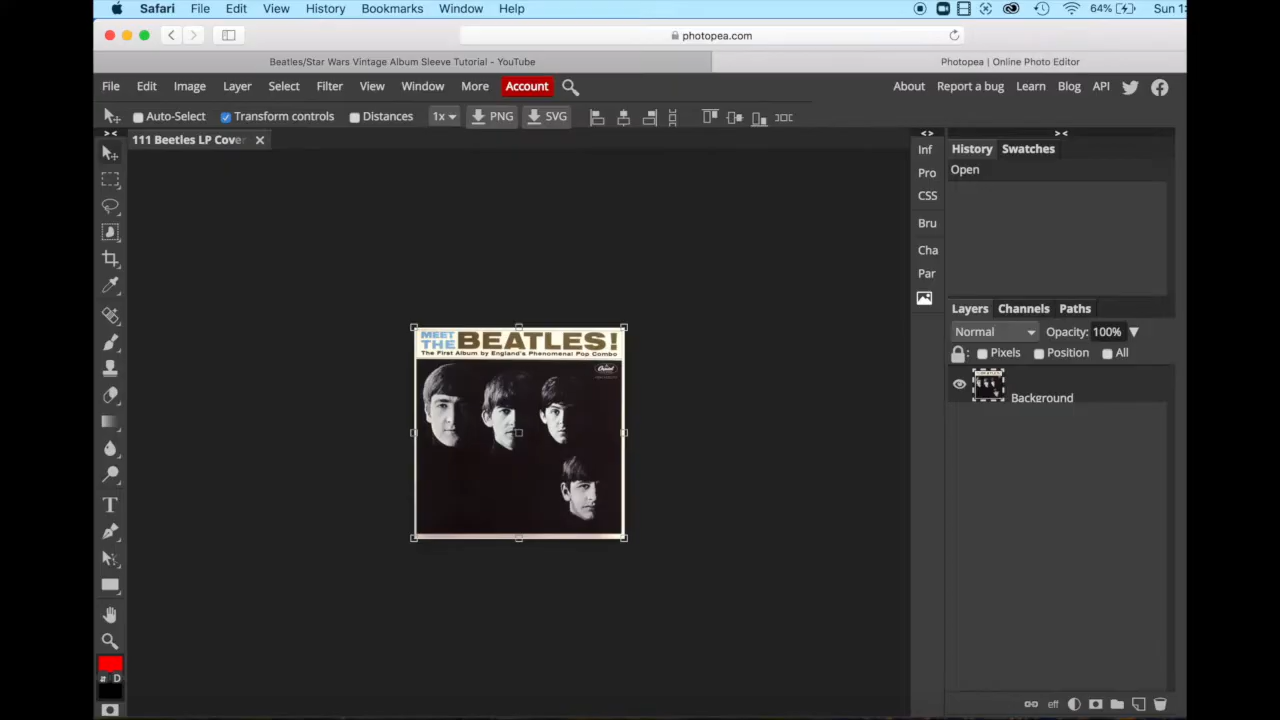 Safari File Edit View History Bookmarks Window Help 64% Sun 1:
photopea.com
Beatles/Star Wars Vintage Album Sleeve Tutorial - YouTube Photopea | Online Photo Editor
File Edit Image Layer Select Filter View Window More Account About Report a bug Learn Blog API
Auto-Select Transform controls Distances 1x PNG SVG
111 Beetles LP Cover
Inf History Swatches
Pro Open
CSS
Bru
Cha
Par
Layers Channels Paths
Normal Opacity: 100%
Pixels Position All
Background
MEET THE BEATLES!
The First Album by England's Phenomenal Pop Combo
Capitol
T
D
eff